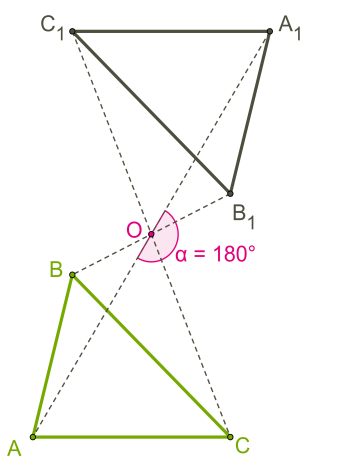 C₁ A₁
B₁
O
α = 180°
B
A C